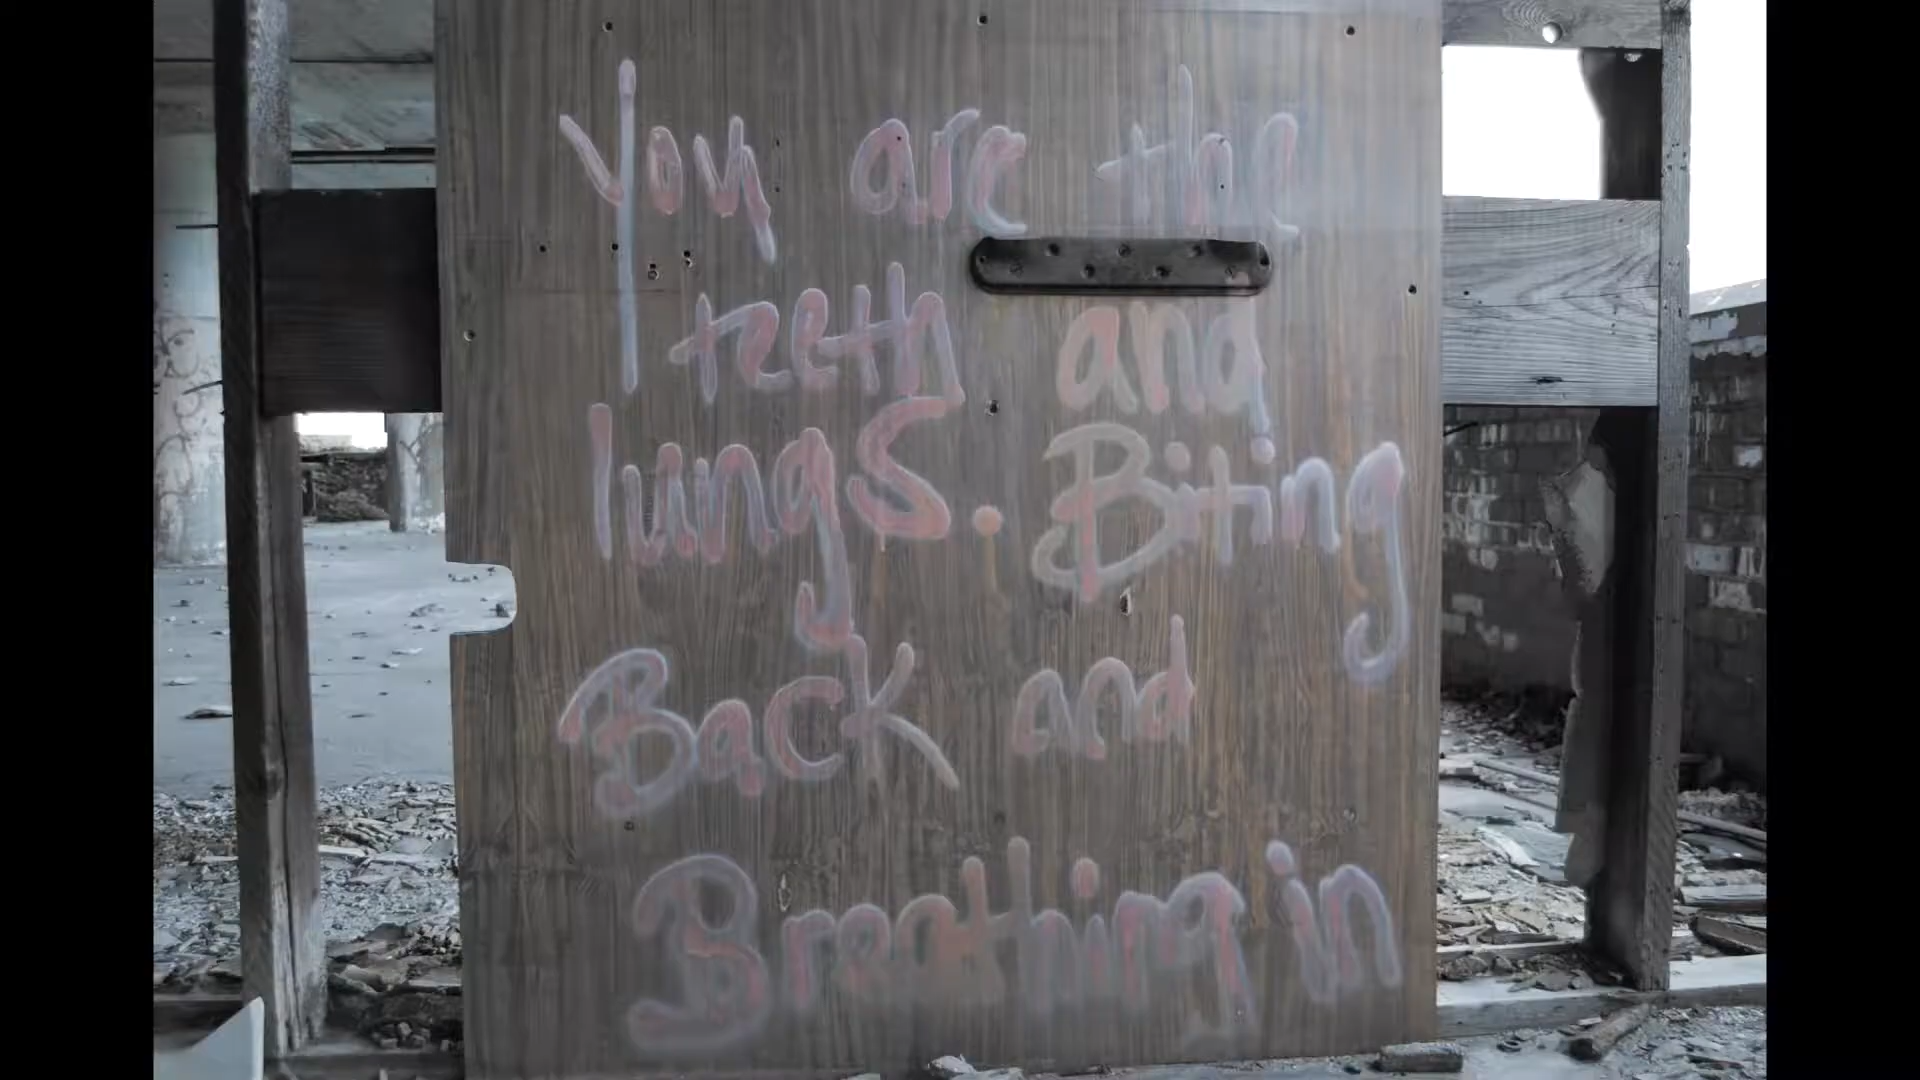 You are the
teeth and
lungs. Biting
Back and
Breathing in